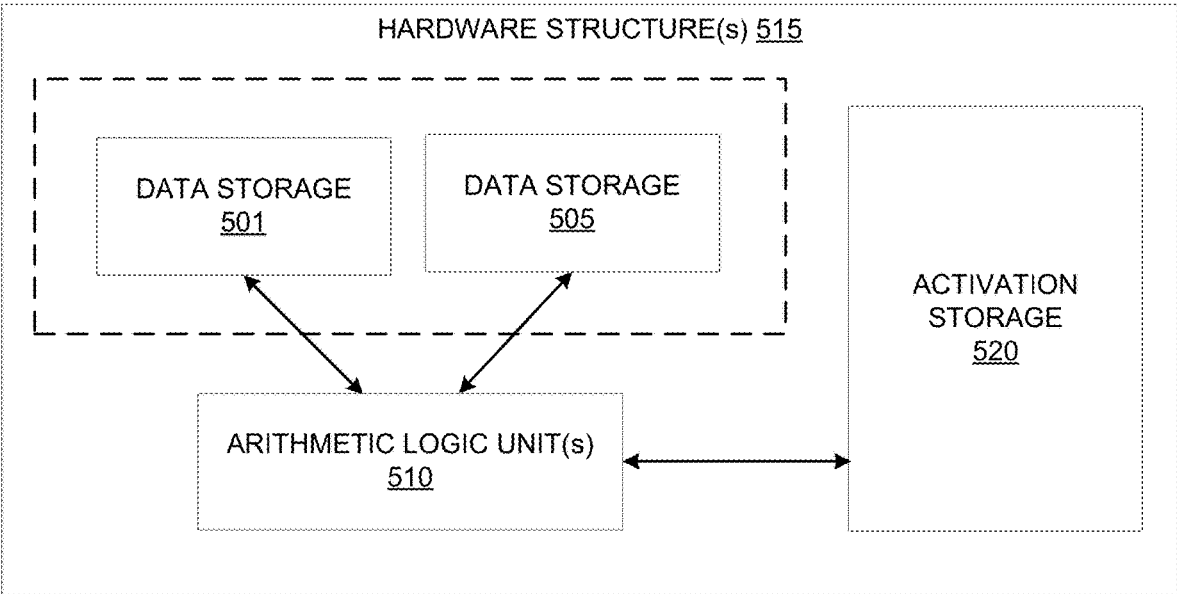 HARDWARE STRUCTURE(s) 515
DATA STORAGE
501
DATA STORAGE
505
ACTIVATION
STORAGE
520
ARITHMETIC LOGIC UNIT(s)
510